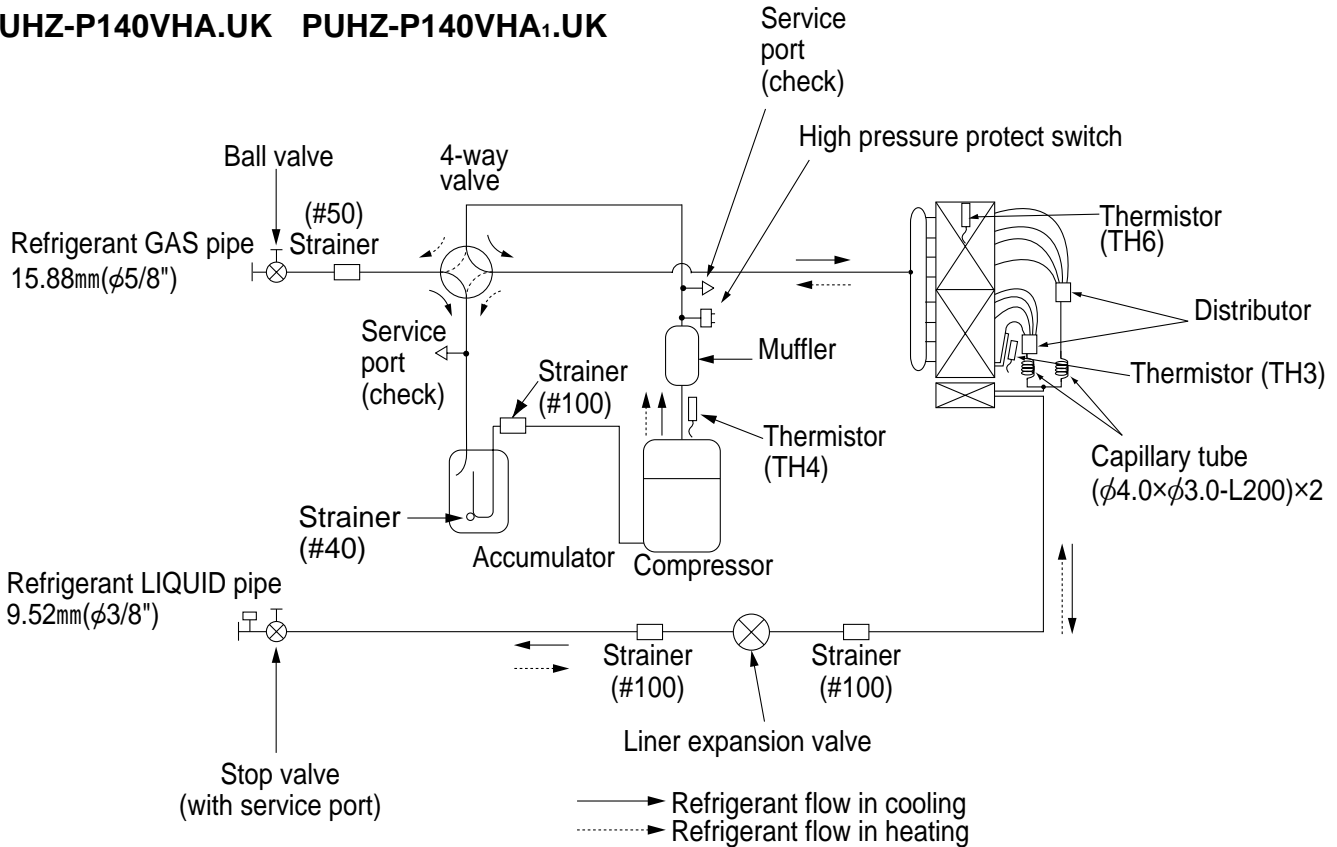 UHZ-P140VHA.UK PUHZ-P140VHA1.UK
Service
port
(check)
High pressure protect switch
Ball valve
4-way
valve
(#50)
Strainer
Refrigerant GAS pipe
15.88mm(ϕ5/8")
Thermistor
(TH6)
Distributor
Service
port
(check)
Muffler
Strainer
(#100)
Thermistor (TH3)
Thermistor
(TH4)
Capillary tube
(ϕ4.0×ϕ3.0-L200)×2
Strainer
(#40)
Accumulator
Compressor
Refrigerant LIQUID pipe
9.52mm(ϕ3/8")
Strainer
(#100)
Strainer
(#100)
Liner expansion valve
Stop valve
(with service port)
Refrigerant flow in cooling
Refrigerant flow in heating